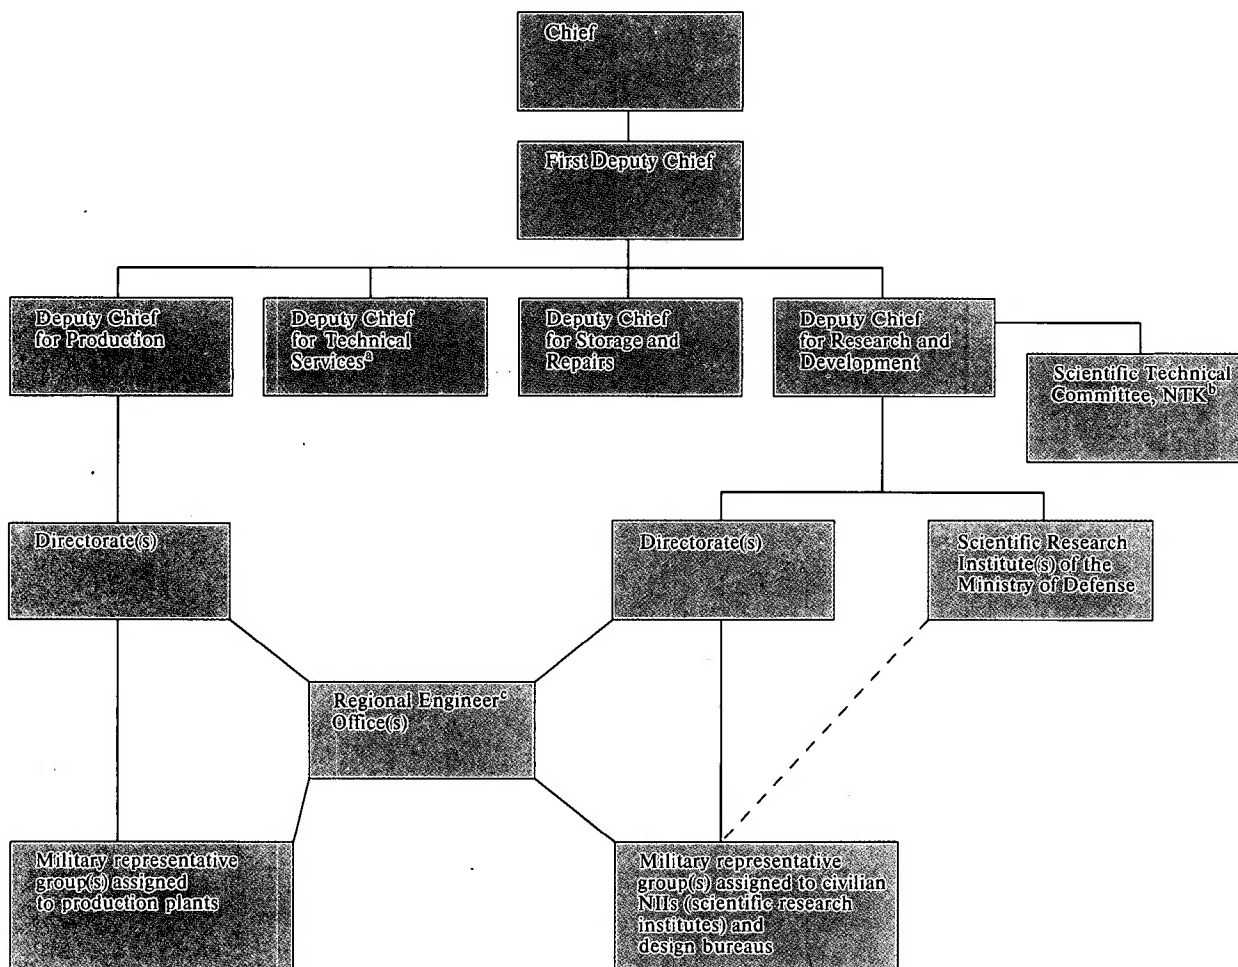 Chief
First Deputy Chief
Deputy Chief
for Production
Deputy Chief
for Technical
Servicesᵃ
Deputy Chief
for Storage and
Repairs
Deputy Chief
for Research and
Development
Scientific Technical
Committee, NTKᵇ
Directorate(s)
Directorate(s)
Scientific Research
Institute(s) of the
Ministry of Defense
Regional Engineerᶜ
Office(s)
Military representative
group(s) assigned
to production plants
Military representative
group(s) assigned to civilian
NIIs (scientific research
institutes) and
design bureaus